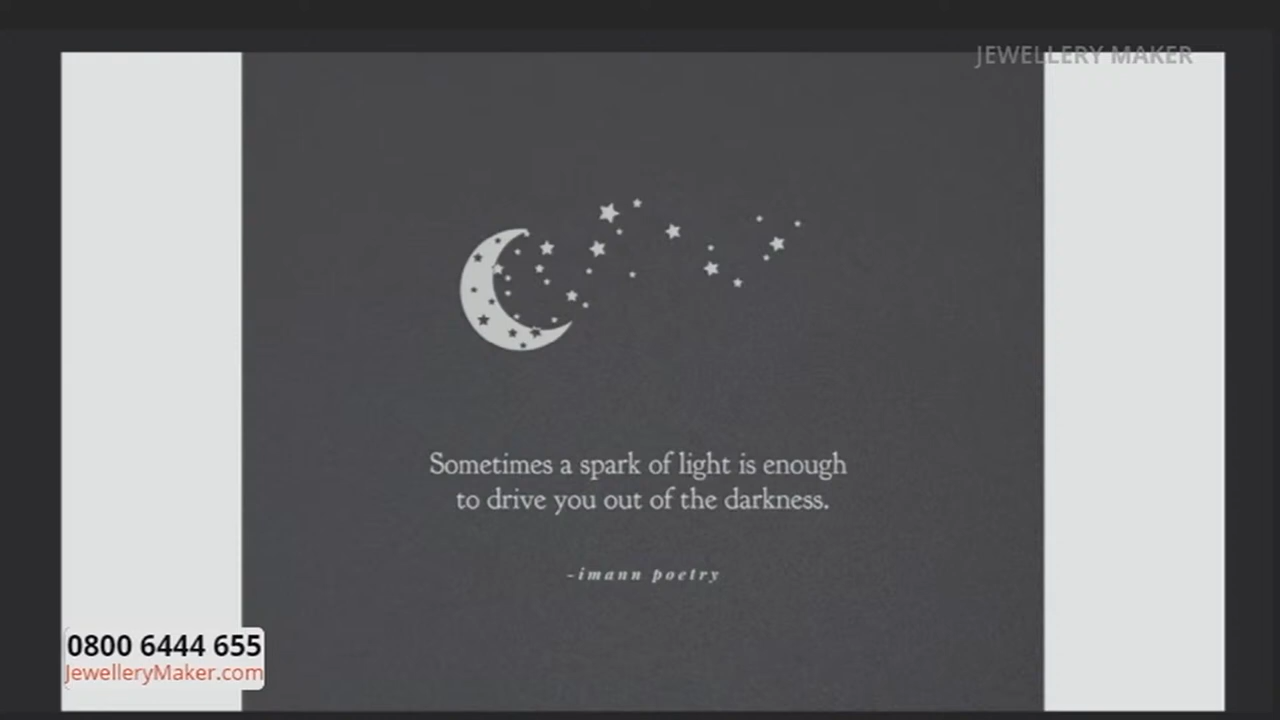 JEWELLERY MAKER
Sometimes a spark of light is enough
to drive you out of the darkness.
-imann poetry
0800 6444 655
JewelleryMaker.com